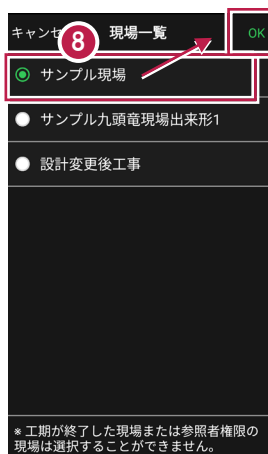 キャンセ 8 現場一覧 OK
サンプル現場
サンプル九頭竜現場出来形1
設計変更後工事
※ 工期が終了した現場または参照者権限の
現場は選択することができません。